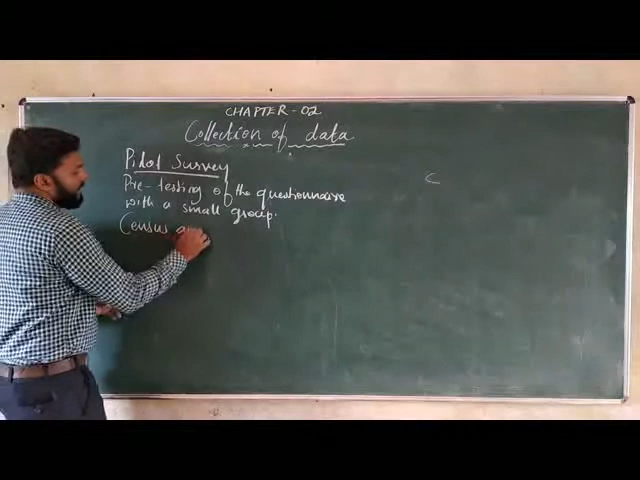 CHAPTER - 02
Collection of data
Pilot Survey
Pre-testing of the questionnaire
with a small group.
Census a
C